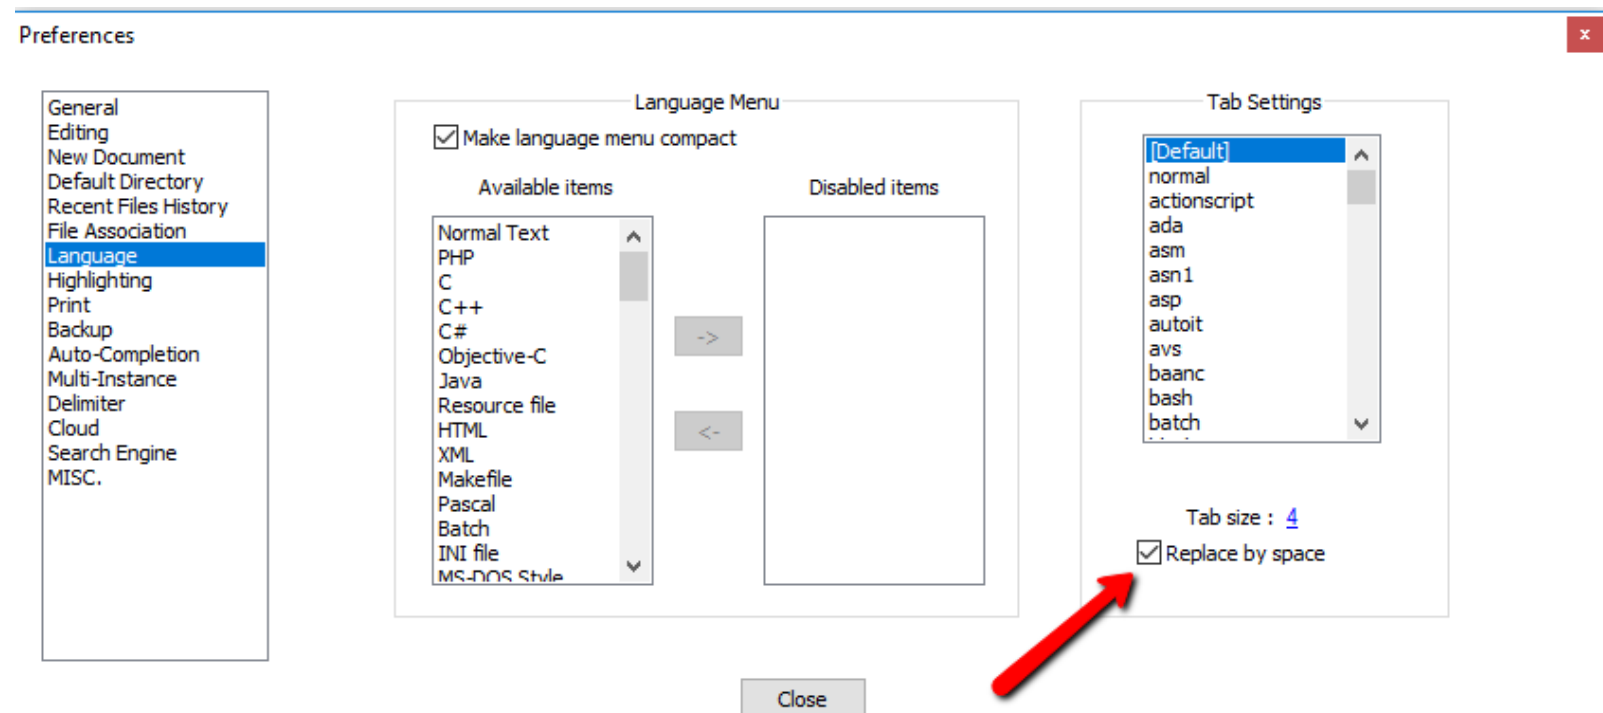 Preferences
x
General
Editing
New Document
Default Directory
Recent Files History
File Association
Language
Highlighting
Print
Backup
Auto-Completion
Multi-Instance
Delimiter
Cloud
Search Engine
MISC.
Language Menu
Make language menu compact
Available items
Normal Text
PHP
C
C++
C#
Objective-C
Java
Resource file
HTML
XML
Makefile
Pascal
Batch
INI file
MS-DOS Style
->
<-
Disabled items
Tab Settings
[Default]
normal
actionscript
ada
asm
asn1
asp
autoit
avs
baanc
bash
batch
Tab size : 4
Replace by space
Close